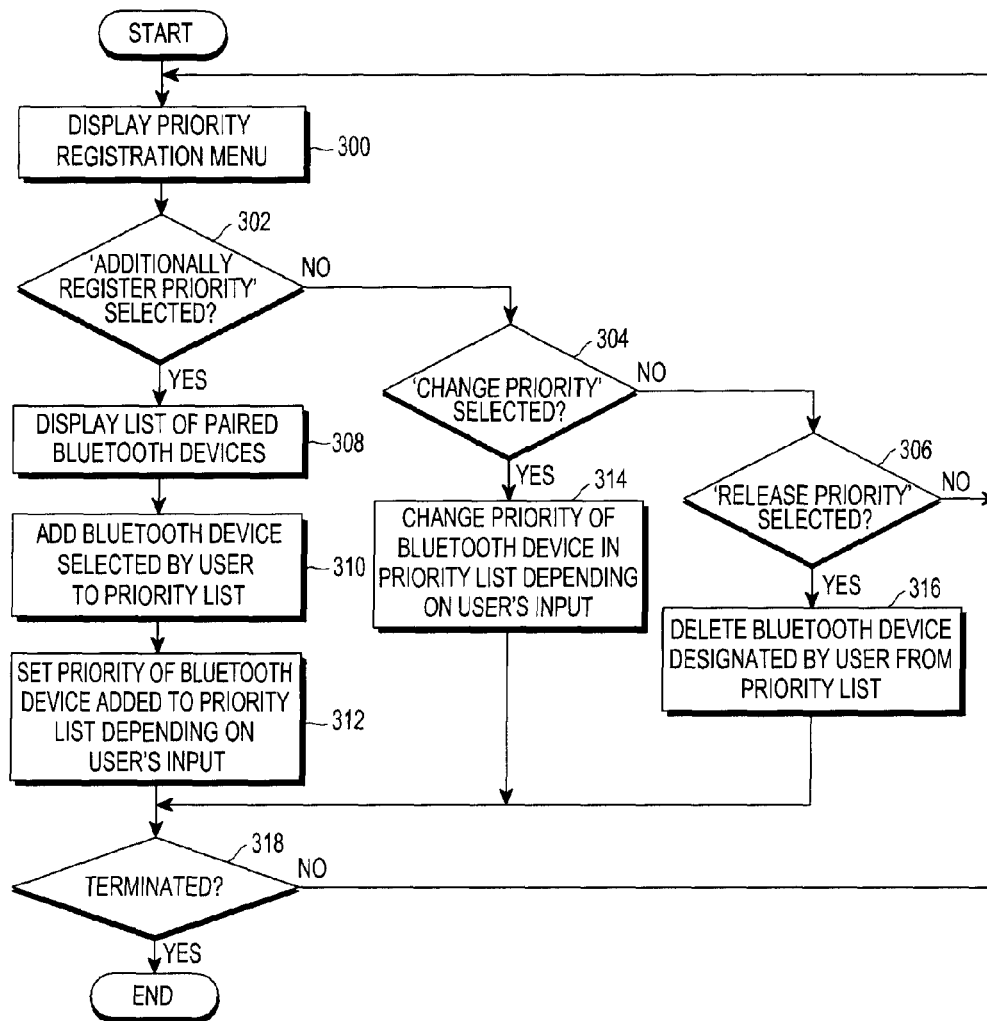 START
DISPLAY PRIORITY
REGISTRATION MENU
300
302
'ADDITIONALLY
REGISTER PRIORITY'
SELECTED?
NO
YES
304
'CHANGE PRIORITY'
SELECTED?
NO
YES
306
'RELEASE PRIORITY'
SELECTED?
NO
YES
DISPLAY LIST OF PAIRED
BLUETOOTH DEVICES
308
ADD BLUETOOTH DEVICE
SELECTED BY USER
TO PRIORITY LIST
310
SET PRIORITY OF BLUETOOTH
DEVICE ADDED TO PRIORITY
LIST DEPENDING ON
USER'S INPUT
312
314
CHANGE PRIORITY OF
BLUETOOTH DEVICE IN
PRIORITY LIST DEPENDING
ON USER'S INPUT
316
DELETE BLUETOOTH DEVICE
DESIGNATED BY USER FROM
PRIORITY LIST
318
TERMINATED?
NO
YES
END